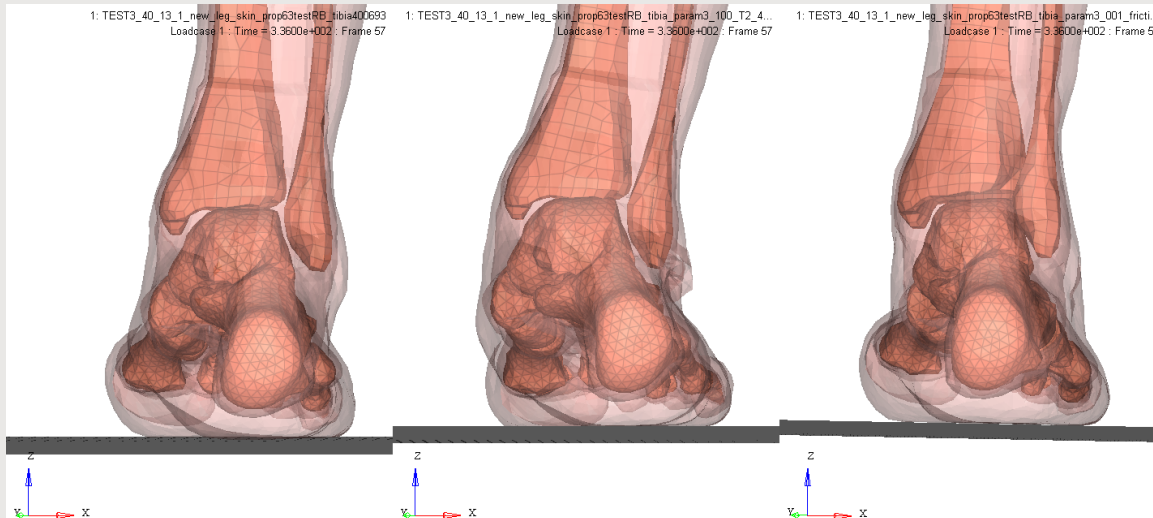 1: TEST3_40_13_1_new_leg_skin_prop63testRB_tibia400693
Loadcase 1 : Time = 3.3600e+002 : Frame 57
1: TEST3_40_13_1_new_leg_skin_prop63testRB_tibia_param3_100_T2_4...
Loadcase 1 : Time = 3.3600e+002 : Frame 57
1: TEST3_40_13_1_new_leg_skin_prop63testRB_tibia_param3_001_fricti...
Loadcase 1 : Time = 3.3600e+002 : Frame 5
Z
Y
X
Z
Y
X
Z
Y
X